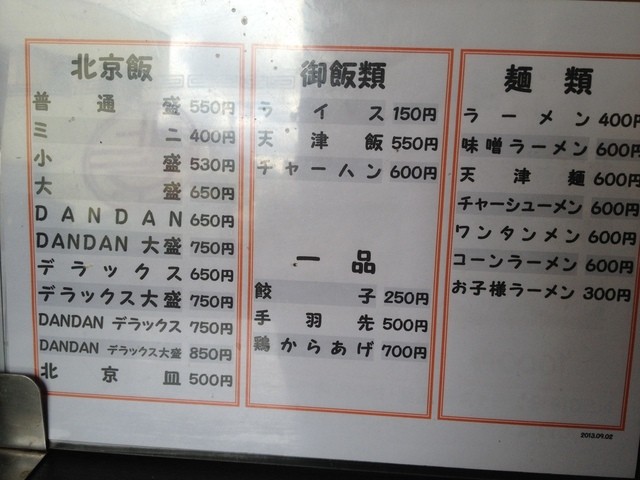 北京飯
普通盛 550円
ミニ 400円
小盛 530円
大盛 650円
DANDAN 650円
DANDAN 大盛 750円
デラックス 650円
デラックス大盛 750円
DANDAN デラックス 750円
DANDAN デラックス大盛 850円
北京皿 500円
御飯類
ライス 150円
天津飯 550円
チャーハン 600円
一品
餃子 250円
手羽先 500円
鶏からあげ 700円
麺類
ラーメン 400円
味噌ラーメン 600円
天津麺 600円
チャーシューメン 600円
ワンタンメン 600円
コーンラーメン 600円
お子様ラーメン 300円
2013.09.02